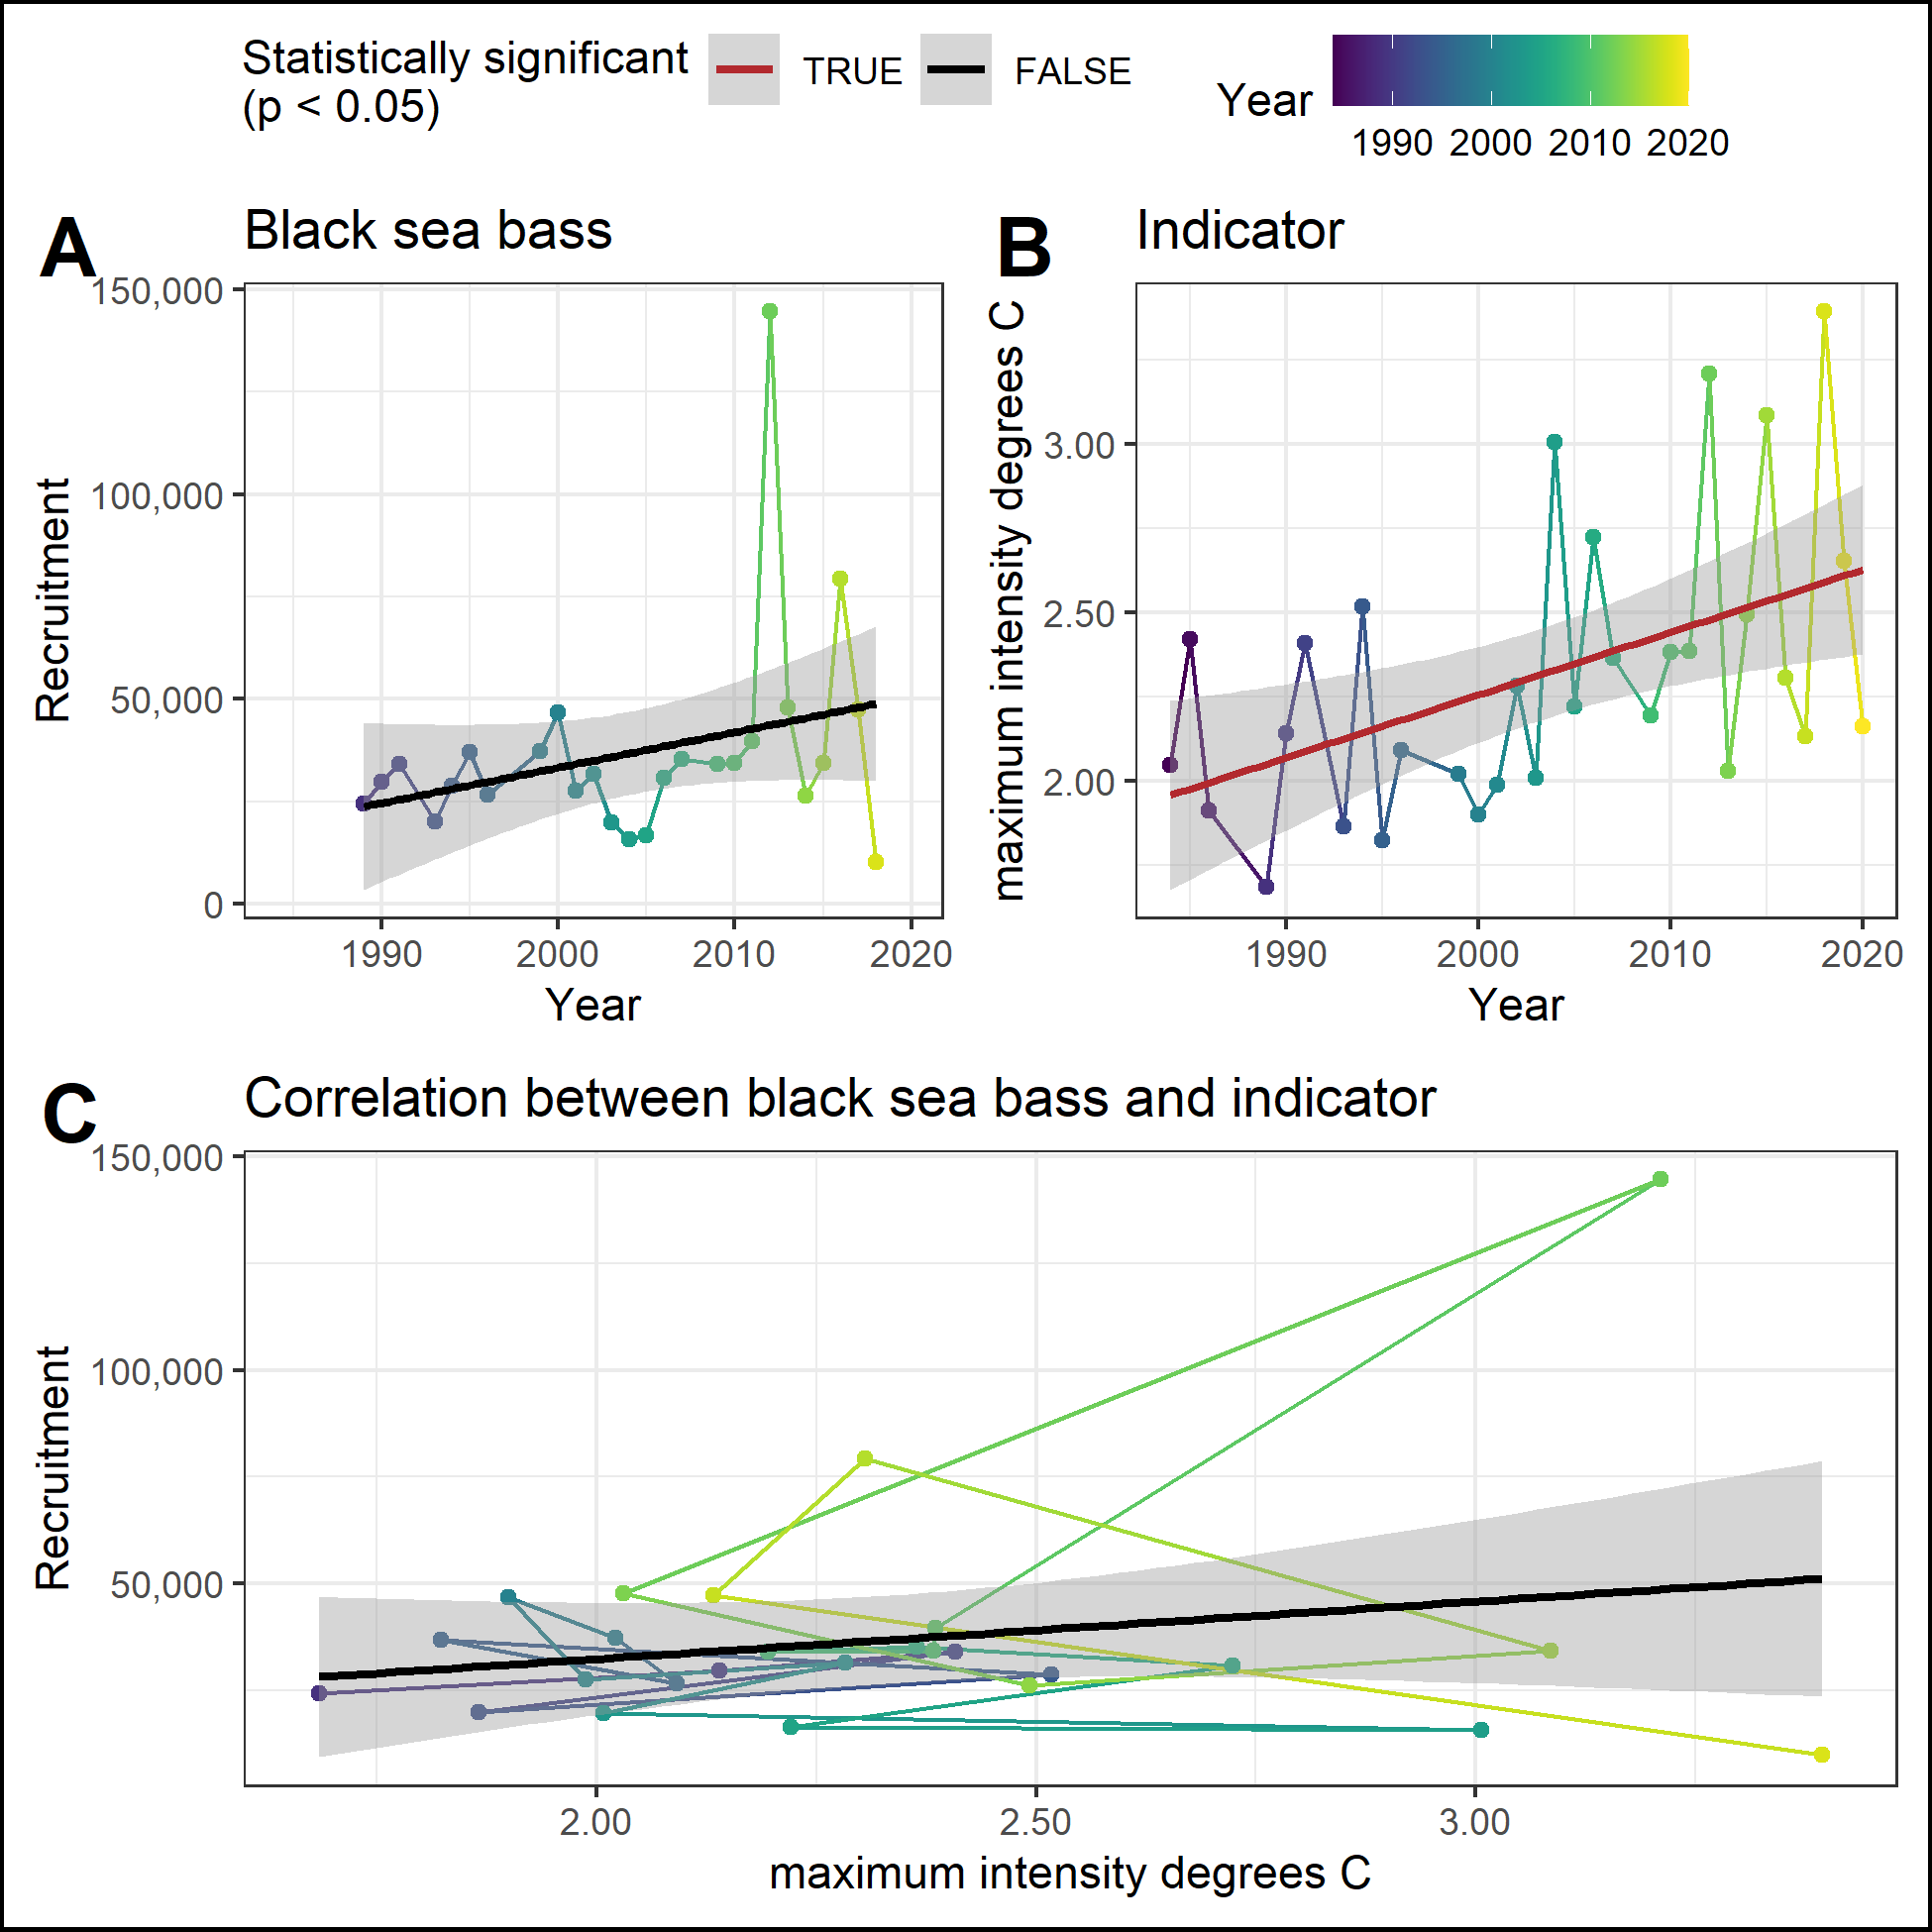 Statistically significant
(p < 0.05)
TRUE
FALSE
Year
1990 2000 2010 2020
A
Black sea bass
150,000
100,000
50,000
0
Recruitment
1990 2000 2010 2020
Year
B
Indicator
maximum intensity degrees C
3.00
2.50
2.00
1990 2000 2010 2020
Year
C
Correlation between black sea bass and indicator
150,000
100,000
50,000
Recruitment
2.00 2.50 3.00
maximum intensity degrees C